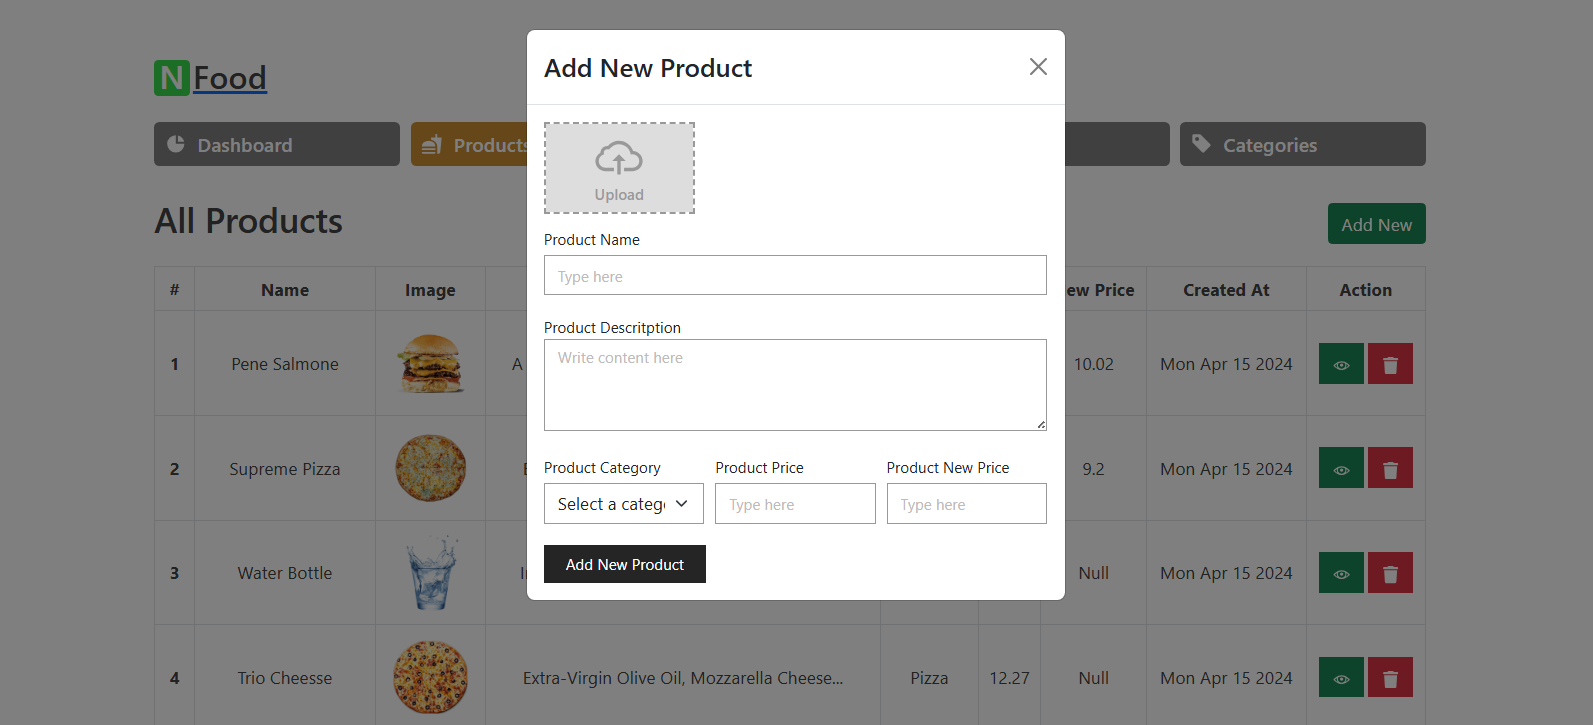 N Food
Dashboard
Products
Categories
All Products
Add New
# Name Image ew Price Created At Action
1 Pene Salmone A 10.02 Mon Apr 15 2024
2 Supreme Pizza 9.2 Mon Apr 15 2024
3 Water Bottle Null Mon Apr 15 2024
4 Trio Cheesse Extra-Virgin Olive Oil, Mozzarella Cheese... Pizza 12.27 Null Mon Apr 15 2024
Add New Product
Upload
Product Name
Type here
Product Descritption
Write content here
Product Category Product Price Product New Price
Select a categ Type here Type here
Add New Product